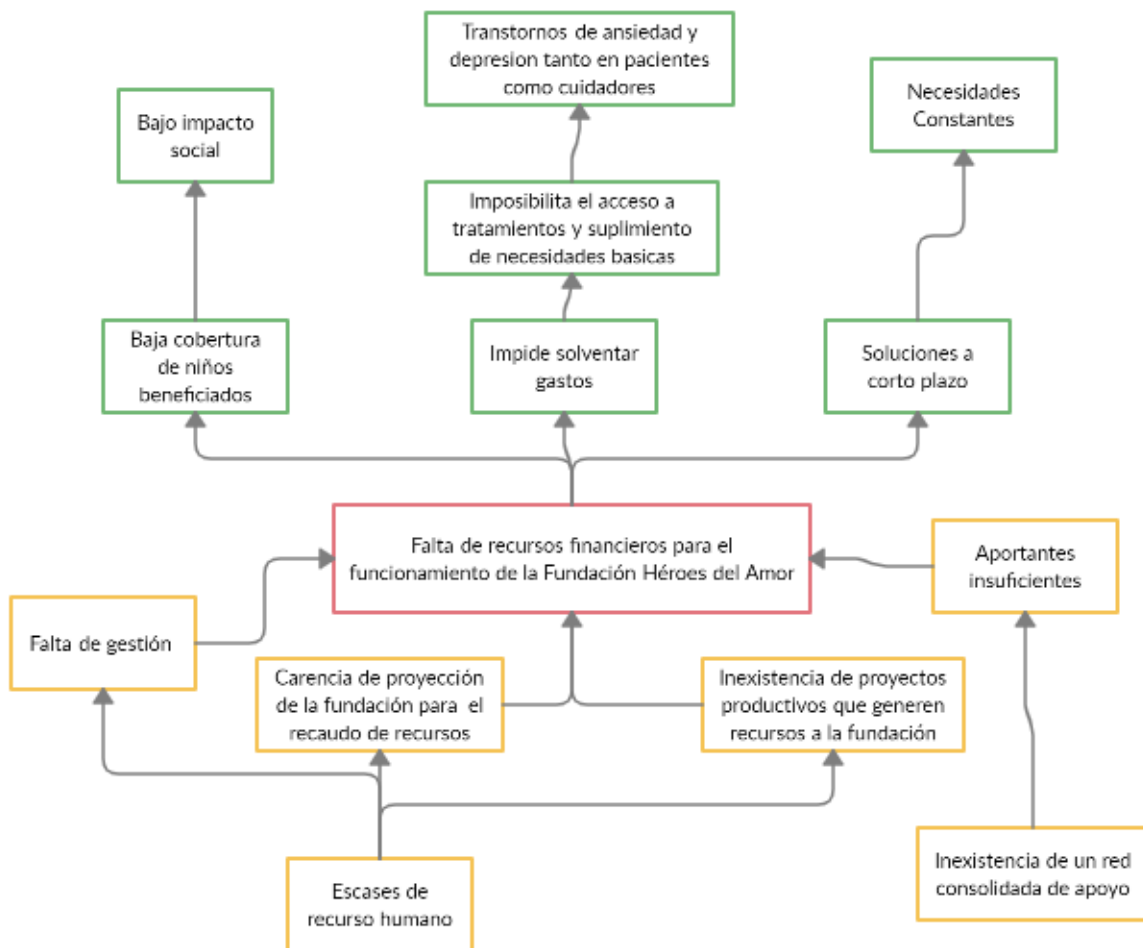 Transtornos de ansiedad y
depresion tanto en pacientes
como cuidadores
Bajo impacto
social
Necesidades
Constantes
Imposibilita el acceso a
tratamientos y suplimiento
de necesidades basicas
Baja cobertura
de niños
beneficiados
Impide solventar
gastos
Soluciones a
corto plazo
Falta de recursos financieros para el
funcionamiento de la Fundación Héroes del Amor
Aportantes
insuficientes
Falta de gestión
Carencia de proyección
de la fundación para el
recaudo de recursos
Inexistencia de proyectos
productivos que generen
recursos a la fundación
Escases de
recurso humano
Inexistencia de un red
consolidada de apoyo